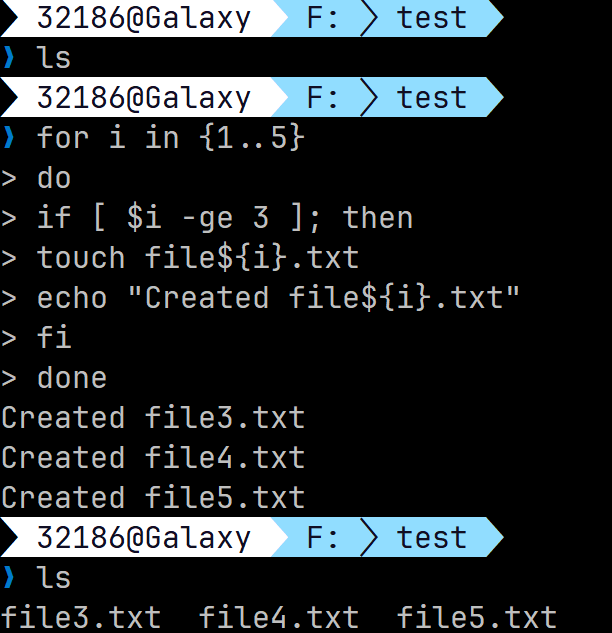 32186@Galaxy F: test
❯ ls
32186@Galaxy F: test
❯ for i in {1..5}
> do
> if [ $i -ge 3 ]; then
> touch file${i}.txt
> echo "Created file${i}.txt"
> fi
> done
Created file3.txt
Created file4.txt
Created file5.txt
32186@Galaxy F: test
❯ ls
file3.txt  file4.txt  file5.txt